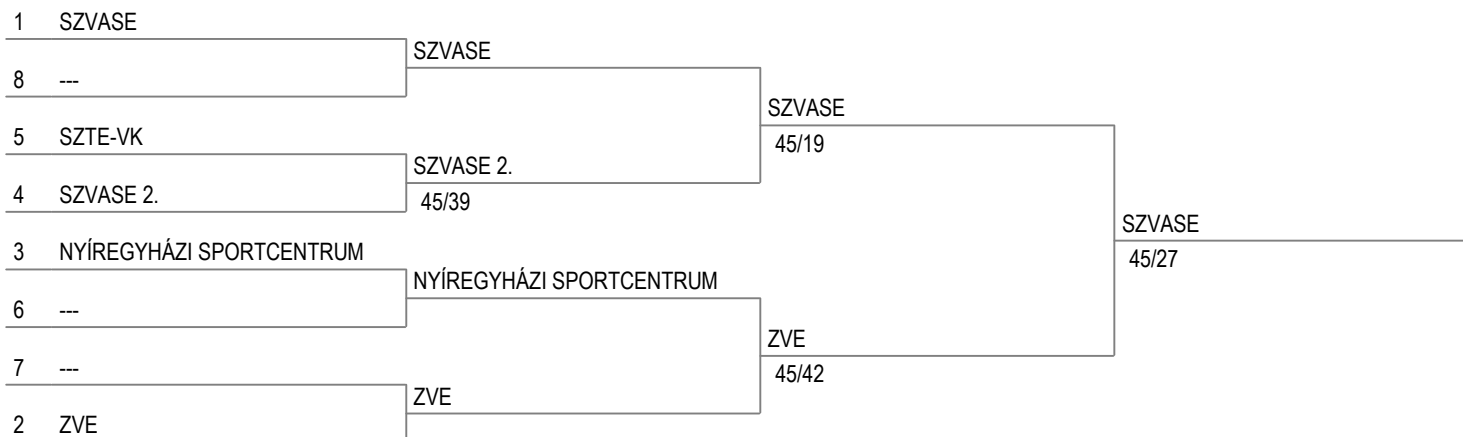 1 SZVASE
SZVASE
8 ---
SZVASE
5 SZTE-VK
45/19
SZVASE 2.
4 SZVASE 2.
45/39
SZVASE
3 NYÍREGYHÁZI SPORTCENTRUM
45/27
NYÍREGYHÁZI SPORTCENTRUM
6 ---
ZVE
7 ---
45/42
ZVE
2 ZVE